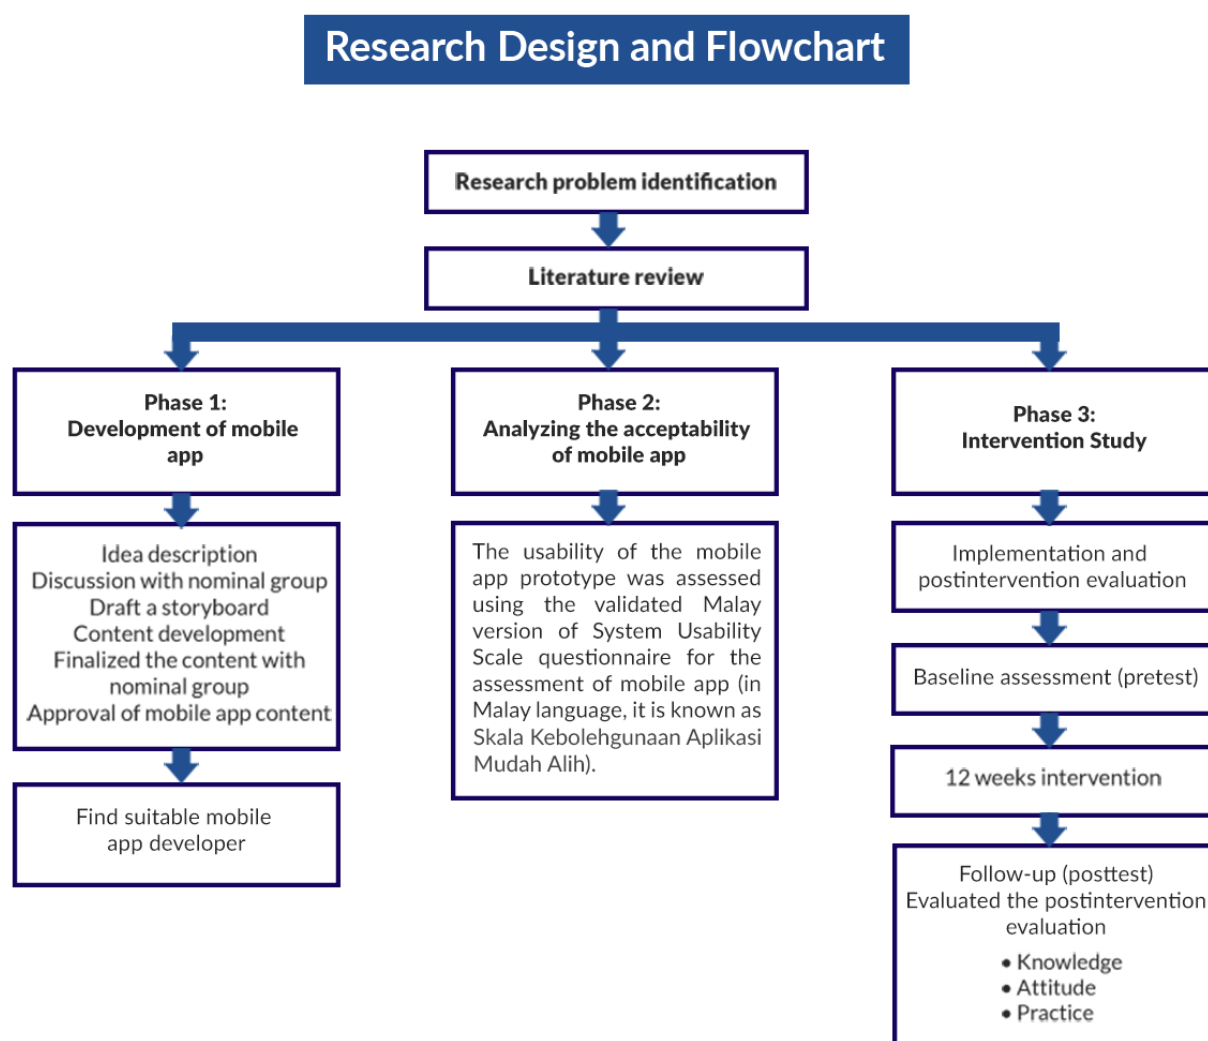 Research Design and Flowchart
Research problem identification
Literature review
Phase 1:
Development of mobile
app
Idea description
Discussion with nominal group
Draft a storyboard
Content development
Finalized the content with
nominal group
Approval of mobile app content
Find suitable mobile
app developer
Phase 2:
Analyzing the acceptability
of mobile app
The usability of the mobile
app prototype was assessed
using the validated Malay
version of System Usability
Scale questionnaire for the
assessment of mobile app (in
Malay language, it is known as
Skala Kebolehgunaan Aplikasi
Mudah Alih).
Phase 3:
Intervention Study
Implementation and
postintervention evaluation
Baseline assessment (pretest)
12 weeks intervention
Follow-up (posttest)
Evaluated the postintervention
evaluation
• Knowledge
• Attitude
• Practice